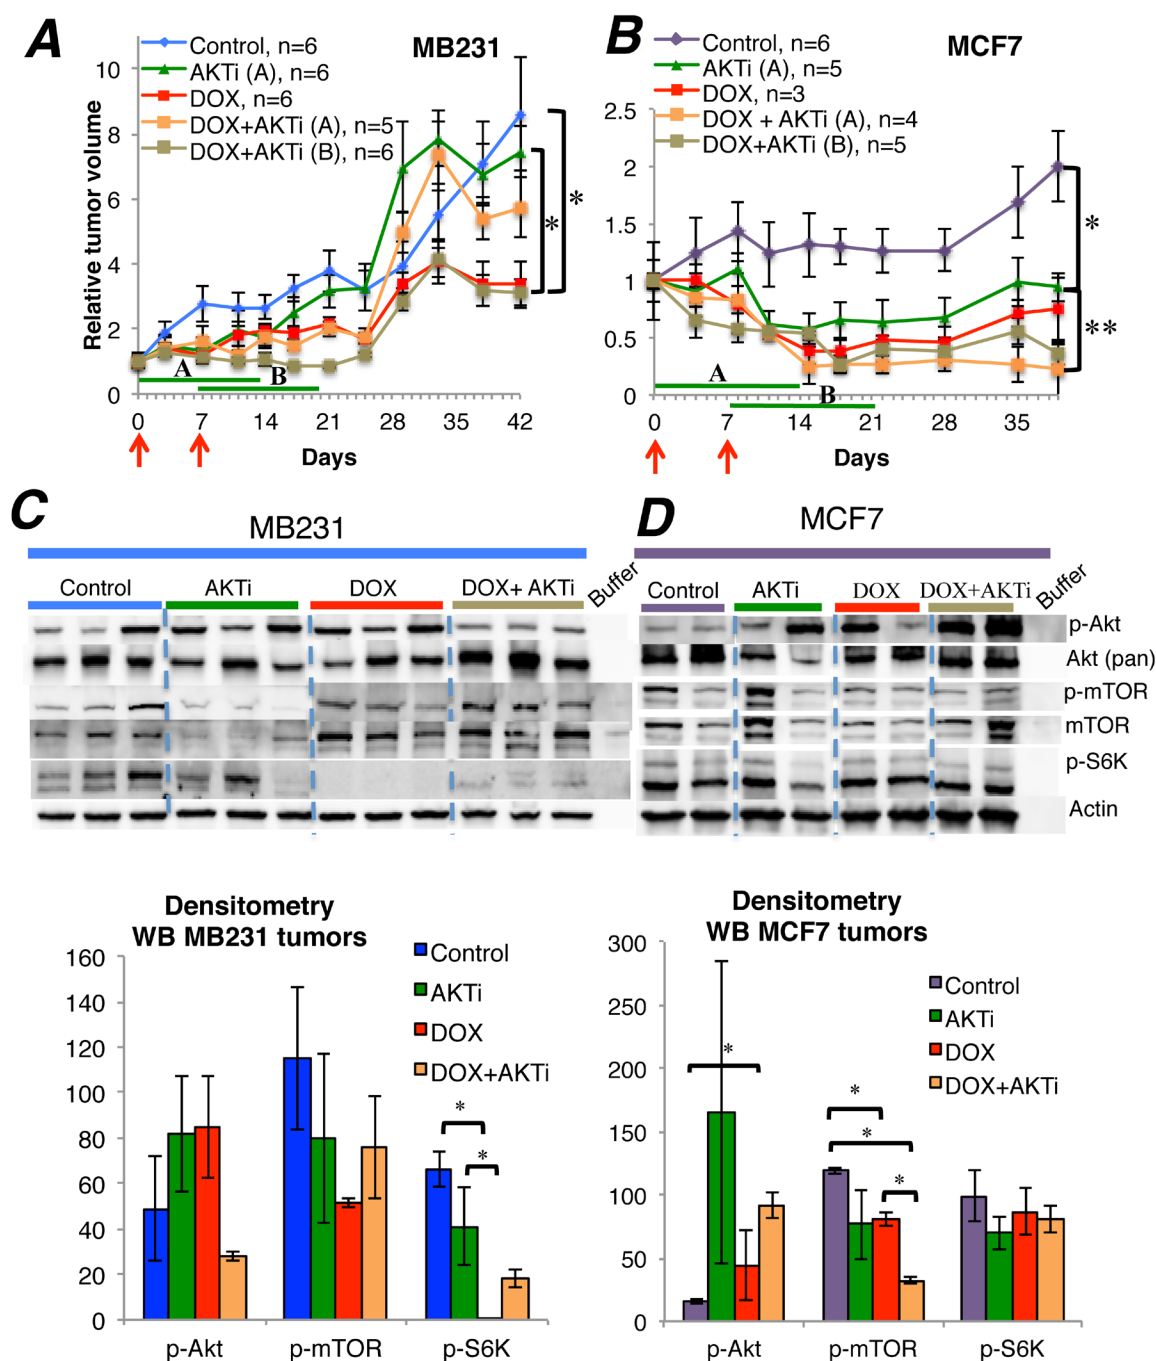 A
MB231
Control, n=6
AKTi (A), n=6
DOX, n=6
DOX+AKTi (A), n=5
DOX+AKTi (B), n=6
Relative tumor volume
10
8
6
4
2
0
*
*
A
B
0 7 14 21 28 35 42
Days
B
MCF7
Control, n=6
AKTi (A), n=5
DOX, n=3
DOX + AKTi (A), n=4
DOX+AKTi (B), n=5
2.5
2
1.5
1
0.5
0
*
**
A
B
0 7 14 21 28 35
Days
C
MB231
Control AKTi DOX DOX+ AKTi Buffer
D
MCF7
Control AKTi DOX DOX+AKTi Buffer
p-Akt
Akt (pan)
p-mTOR
mTOR
p-S6K
Actin
Densitometry
WB MB231 tumors
Control
AKTi
DOX
DOX+AKTi
160
140
120
100
80
60
40
20
0
*
*
p-Akt p-mTOR p-S6K
Densitometry
WB MCF7 tumors
Control
AKTi
DOX
DOX+AKTi
300
250
200
150
100
50
0
*
*
*
*
p-Akt p-mTOR p-S6K